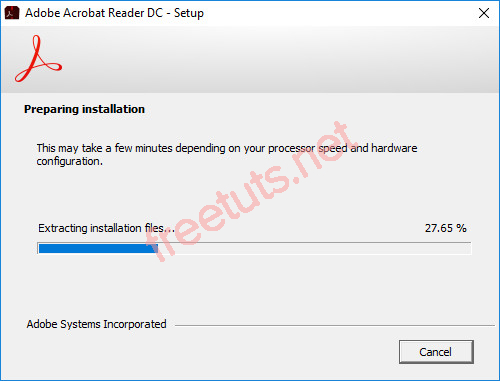 Adobe Acrobat Reader DC - Setup
Preparing installation
This may take a few minutes depending on your processor speed and hardware
configuration.
Extracting installation files... 27.65 %
freetuts.net
Adobe Systems Incorporated
Cancel